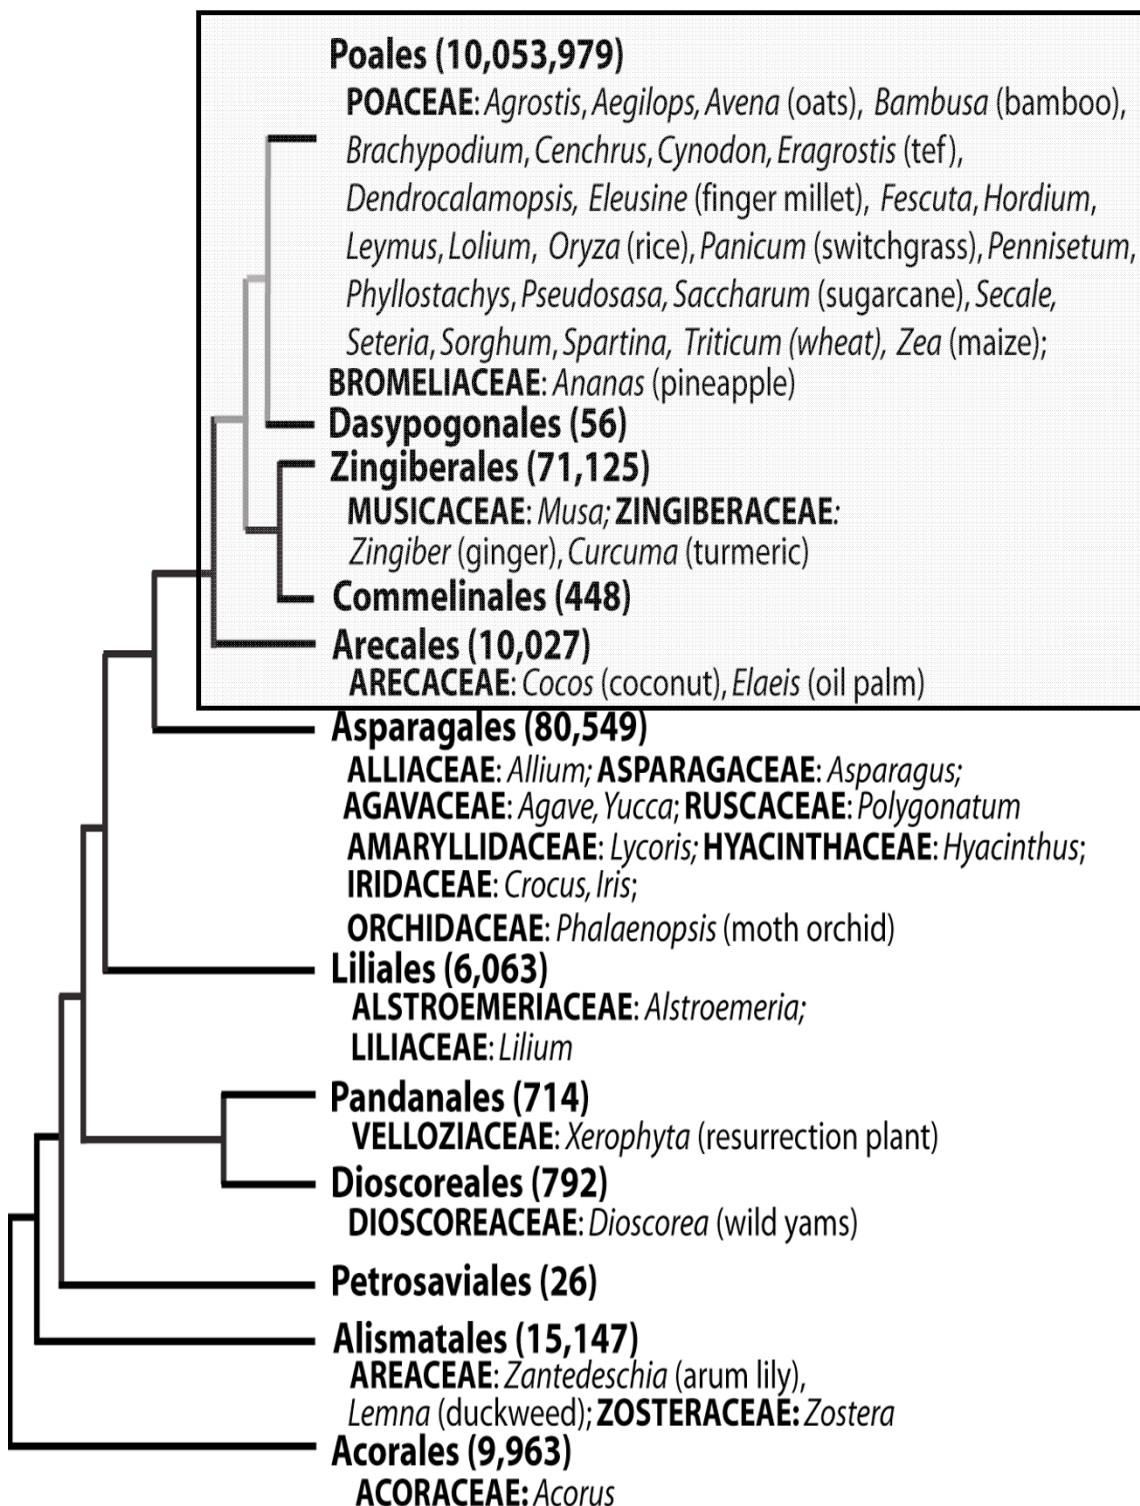 Poales (10,053,979)
POACEAE: Agrostis, Aegilops, Avena (oats), Bambusa (bamboo),
Brachypodium, Cenchrus, Cynodon, Eragrostis (tef),
Dendrocalamopsis, Eleusine (finger millet), Fescuta, Hordium,
Leymus, Lolium, Oryza (rice), Panicum (switchgrass), Pennisetum,
Phyllostachys, Pseudosasa, Saccharum (sugarcane), Secale,
Seteria, Sorghum, Spartina, Triticum (wheat), Zea (maize);
BROMELIACEAE: Ananas (pineapple)
Dasypogonales (56)
Zingiberales (71,125)
MUSICACEAE: Musa; ZINGIBERACEAE:
Zingiber (ginger), Curcuma (turmeric)
Commelinales (448)
Arecales (10,027)
ARECACEAE: Cocos (coconut), Elaeis (oil palm)
Asparagales (80,549)
ALLIACEAE: Allium; ASPARAGACEAE: Asparagus;
AGAVACEAE: Agave, Yucca; RUSCACEAE: Polygonatum
AMARYLLIDACEAE: Lycoris; HYACINTHACEAE: Hyacinthus;
IRIDACEAE: Crocus, Iris;
ORCHIDACEAE: Phalaenopsis (moth orchid)
Liliales (6,063)
ALSTROEMERIACEAE: Alstroemeria;
LILIACEAE: Lilium
Pandanales (714)
VELLOZIACEAE: Xerophyta (resurrection plant)
Dioscoreales (792)
DIOSCOREACEAE: Dioscorea (wild yams)
Petrosaviales (26)
Alismatales (15,147)
AREACEAE: Zantedeschia (arum lily),
Lemna (duckweed); ZOSTERACEAE: Zostera
Acorales (9,963)
ACORACEAE: Acorus